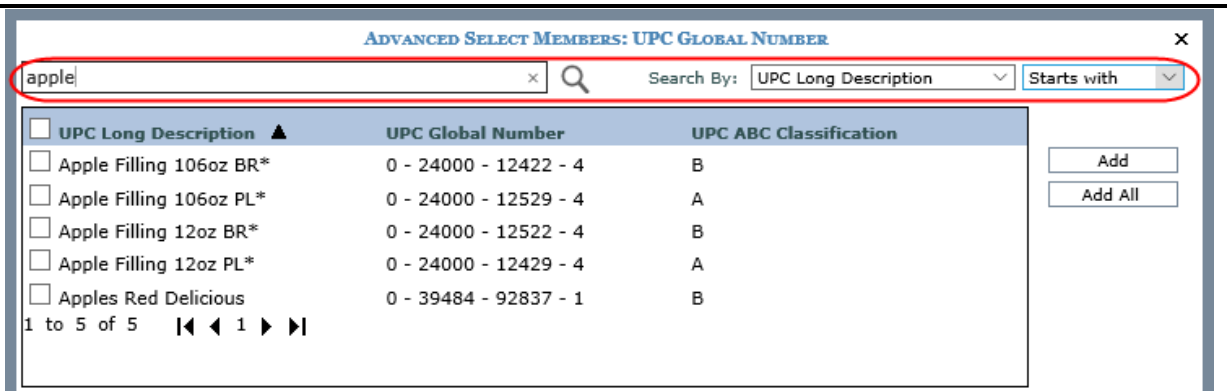 ADVANCED SELECT MEMBERS: UPC GLOBAL NUMBER
apple Search By: UPC Long Description Starts with
UPC Long Description UPC Global Number UPC ABC Classification
Apple Filling 106oz BR* 0 - 24000 - 12422 - 4 B Add
Apple Filling 106oz PL* 0 - 24000 - 12529 - 4 A Add All
Apple Filling 12oz BR* 0 - 24000 - 12522 - 4 B
Apple Filling 12oz PL* 0 - 24000 - 12429 - 4 A
Apples Red Delicious 0 - 39484 - 92837 - 1 B
1 to 5 of 5 1